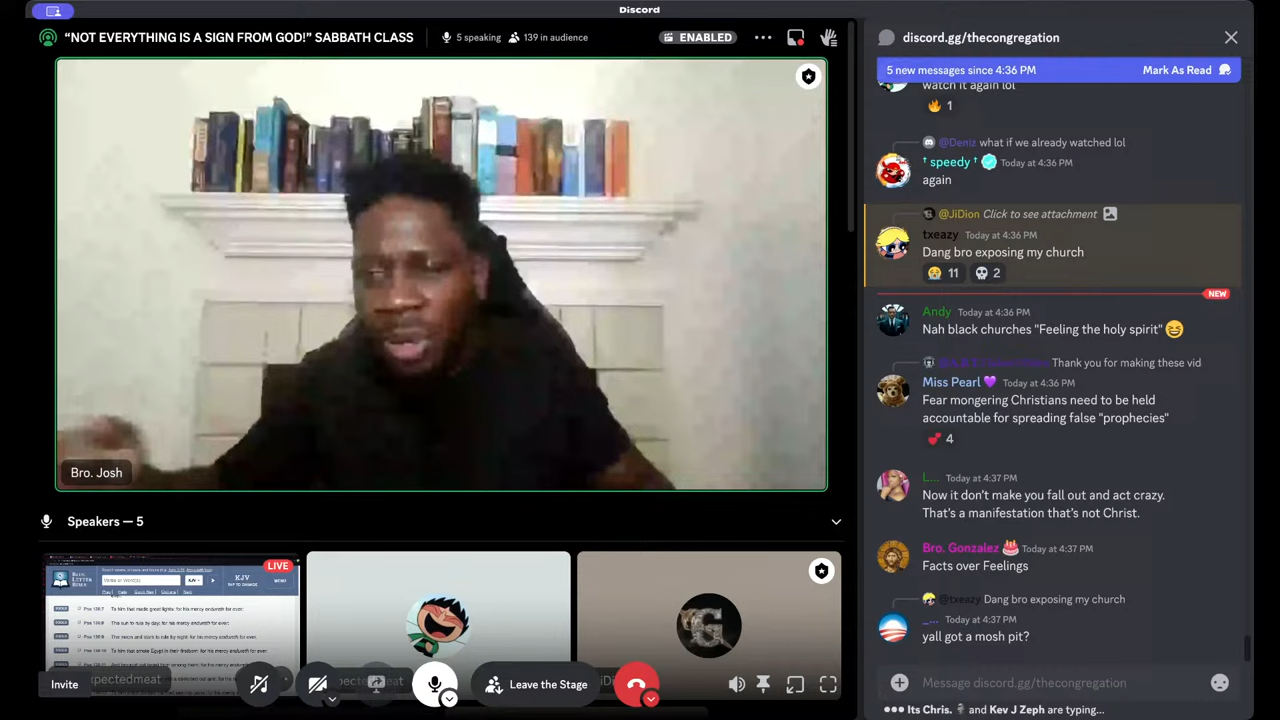 Discord
“NOT EVERYTHING IS A SIGN FROM GOD!” SABBATH CLASS
5 speaking
139 in audience
ENABLED
Bro. Josh
Speakers — 5
LIVE
KJV
MENU
Invite
Leave the Stage
discord.gg/thecongregation
5 new messages since 4:36 PM
Mark As Read
watch it again lol
1
@Deniz what if we already watched lol
† speedy † Today at 4:36 PM
again
@JiDion Click to see attachment
txeazy Today at 4:36 PM
Dang bro exposing my church
11 2
NEW
Andy Today at 4:36 PM
Nah black churches "Feeling the holy spirit"
Thank you for making these vid
Miss Pearl Today at 4:36 PM
Fear mongering Christians need to be held
accountable for spreading false "prophecies"
4
L... Today at 4:37 PM
Now it don’t make you fall out and act crazy.
That’s a manifestation that’s not Christ.
Bro. Gonzalez Today at 4:37 PM
Facts over Feelings
@txeazy Dang bro exposing my church
_... Today at 4:37 PM
yall got a mosh pit?
Message discord.gg/thecongregation
Its Chris. and Kev J Zeph are typing...